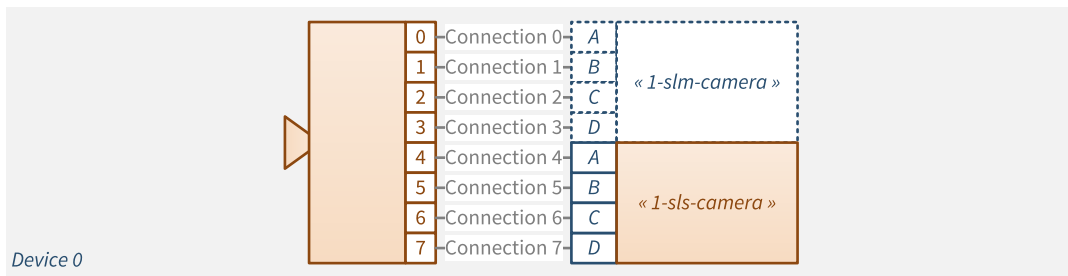 0 Connection 0 A
1 Connection 1 B
« 1-slm-camera »
2 Connection 2 C
3 Connection 3 D
4 Connection 4 A
5 Connection 5 B
« 1-sls-camera »
6 Connection 6 C
7 Connection 7 D
Device 0